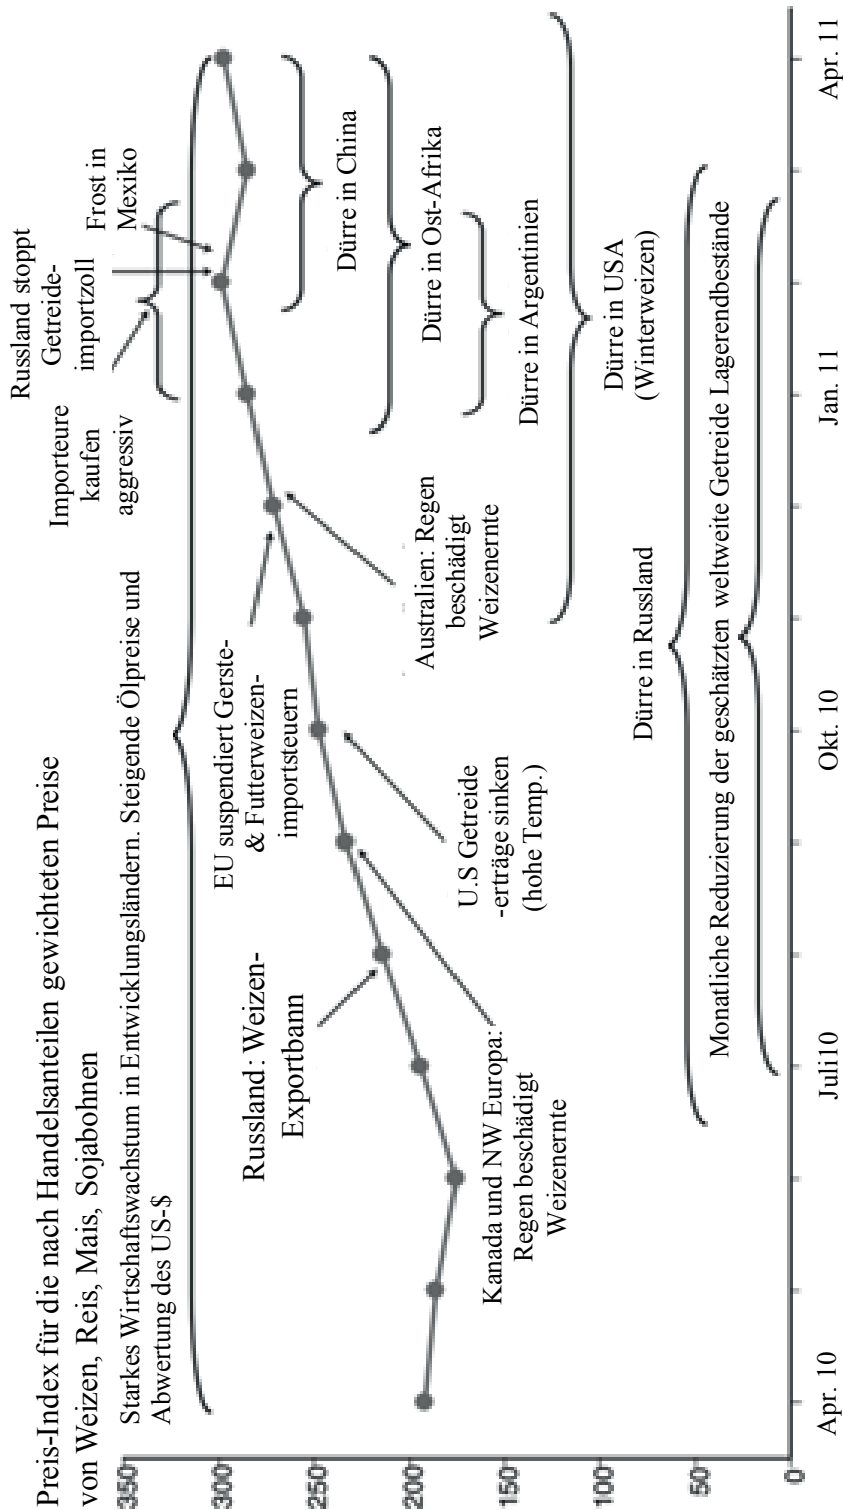 Preis-Index für die nach Handelsanteilen gewichteten Preise
von Weizen, Reis, Mais, Sojabohnen
Starkes Wirtschaftswachstum in Entwicklungsländern. Steigende Ölpreise und
Abwertung des US-$
350
300
250
200
150
100
50
0
Russland: Weizen-
Exportbann
Kanada und NW Europa:
Regen beschädigt
Weizenernte
EU suspendiert Gerste-
& Futterweizen-
importsteuern
U.S Getreide
-erträge sinken
(hohe Temp.)
Australien: Regen
beschädigt
Weizenernte
Importeure
kaufen
aggressiv
Russland stoppt
Getreide-
importzoll
Frost in
Mexiko
Dürre in China
Dürre in Ost-Afrika
Dürre in Argentinien
Dürre in USA
(Winterweizen)
Dürre in Russland
Monatliche Reduzierung der geschätzten weltweite Getreide Lagerendbestände
Apr. 10
Juli10
Okt. 10
Jan. 11
Apr. 11